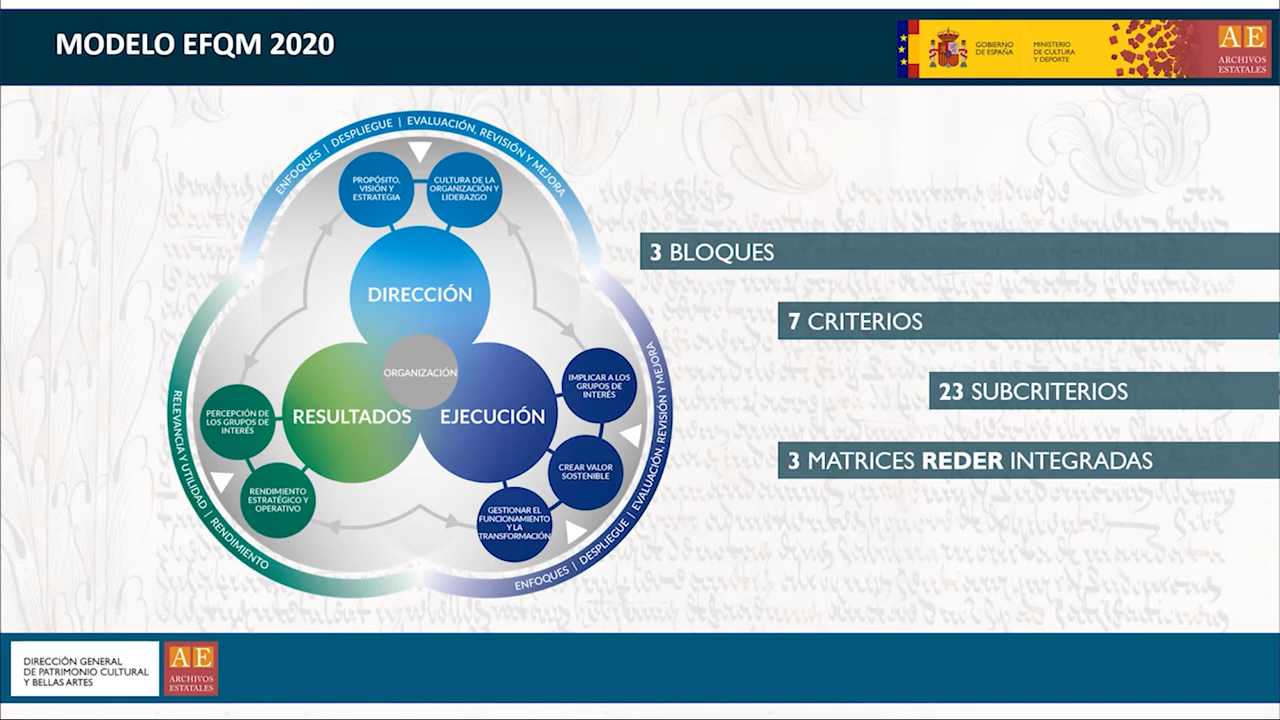 MODELO EFQM 2020
GOBIERNO
DE ESPAÑA
MINISTERIO
DE CULTURA
Y DEPORTE
AE
ARCHIVOS
ESTATALES
ENFOQUES | DESPLIEGUE | EVALUACIÓN, REVISIÓN Y MEJORA
PROPÓSITO,
VISIÓN Y
ESTRATEGIA
CULTURA DE LA
ORGANIZACIÓN Y
LIDERAZGO
DIRECCIÓN
ORGANIZACIÓN
RESULTADOS
EJECUCIÓN
PERCEPCIÓN DE
LOS GRUPOS DE
INTERÉS
RENDIMIENTO
ESTRATÉGICO Y
OPERATIVO
RELEVANCIA Y UTILIDAD | RENDIMIENTO
IMPLICAR A LOS
GRUPOS DE
INTERÉS
CREAR VALOR
SOSTENIBLE
GESTIONAR EL
FUNCIONAMIENTO
Y LA
TRANSFORMACIÓN
ENFOQUES | DESPLIEGUE | EVALUACIÓN, REVISIÓN Y MEJORA
3 BLOQUES
7 CRITERIOS
23 SUBCRITERIOS
3 MATRICES REDER INTEGRADAS
DIRECCIÓN GENERAL
DE PATRIMONIO CULTURAL
Y BELLAS ARTES
AE
ARCHIVOS
ESTATALES